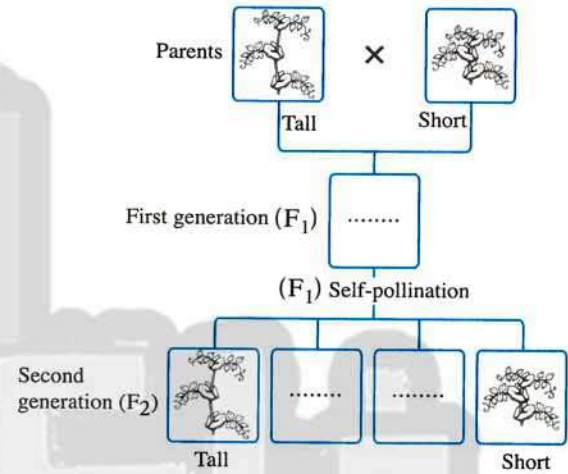 Parents
×
Tall
Short
First generation (F₁)
........
(F₁) Self-pollination
Second
generation (F₂)
........
........
Tall
Short